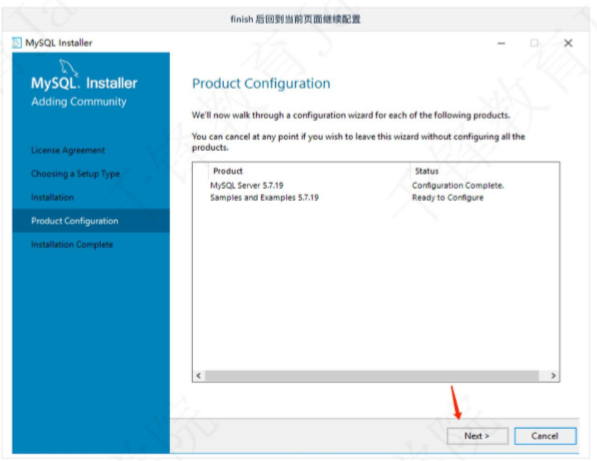 finish 后回到当前页面继续配置
MySQL Installer
MySQL. Installer
Adding Community
Product Configuration
We'll now walk through a configuration wizard for each of the following products.
You can cancel at any point if you wish to leave this wizard without configuring all the
products.
License Agreement
Choosing a Setup Type
Installation
Product Configuration
Installation Complete
Product Status
MySQL Server 5.7.19 Configuration Complete.
Samples and Examples 5.7.19 Ready to Configure
Next >
Cancel